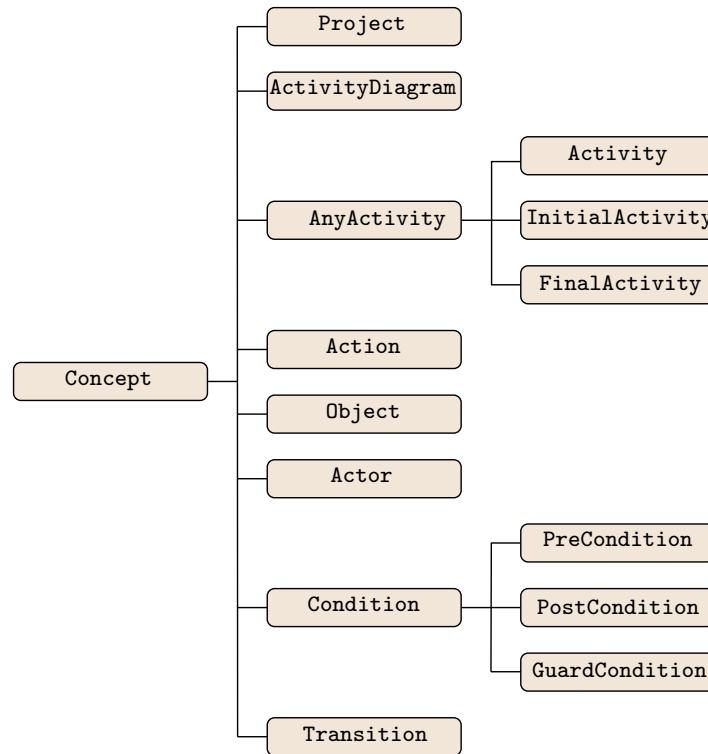 Project
ActivityDiagram
Activity
AnyActivity
InitialActivity
FinalActivity
Action
Concept
Object
Actor
PreCondition
Condition
PostCondition
GuardCondition
Transition